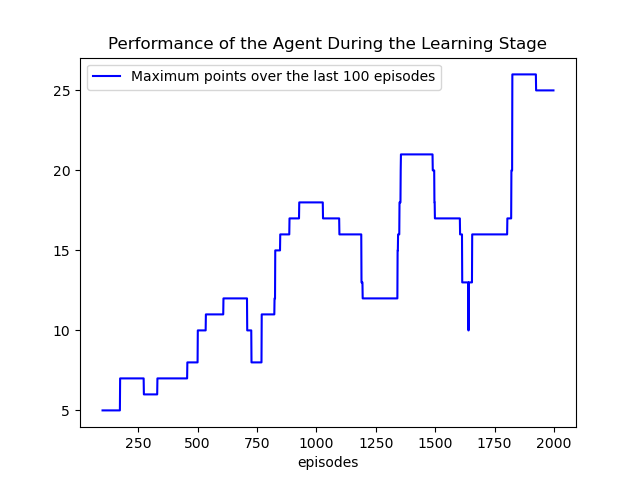 Performance of the Agent During the Learning Stage
Maximum points over the last 100 episodes
25
20
15
10
5
250 500 750 1000 1250 1500 1750 2000
episodes